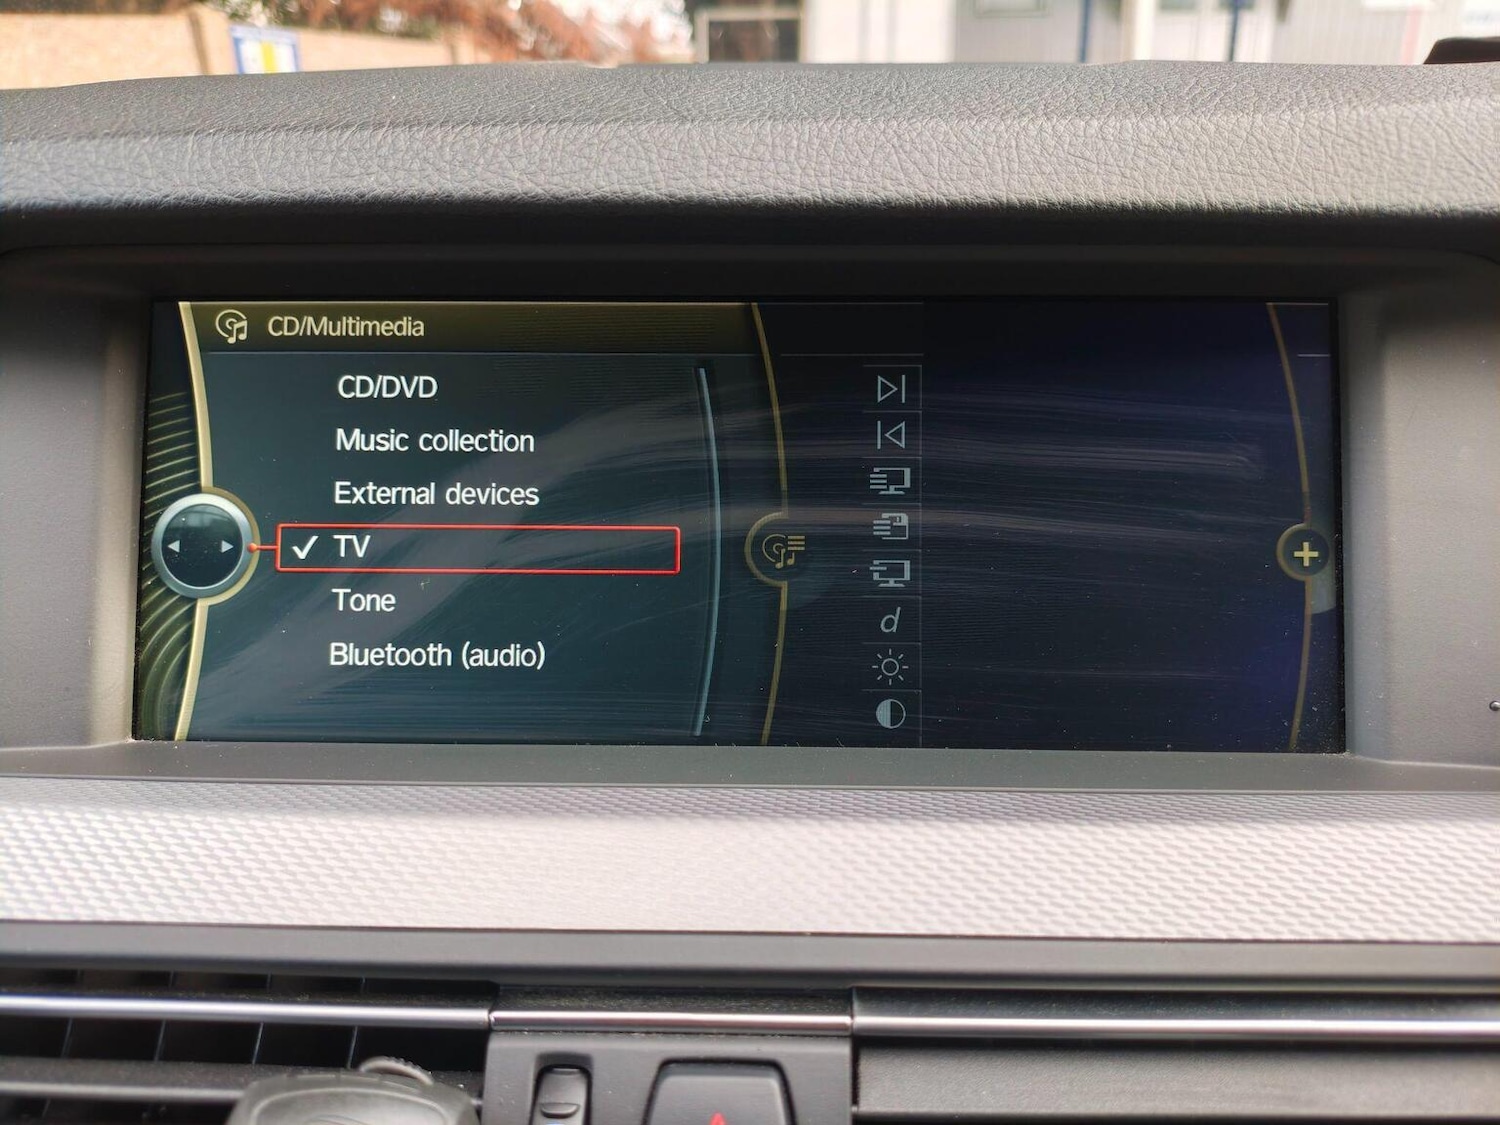 CD/Multimedia
CD/DVD
Music collection
External devices
TV
Tone
Bluetooth (audio)
d